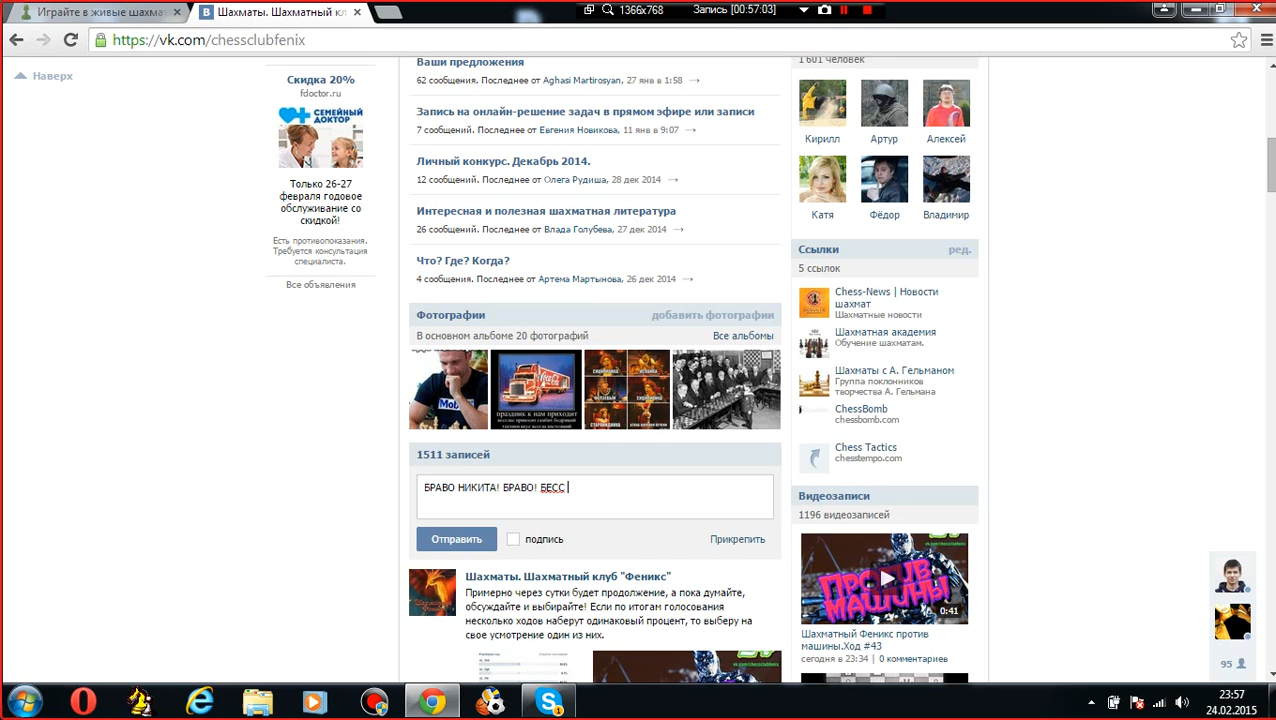 Играйте в живые шахмат
Шахматы. Шахматный кл
1366x768
Запись [00:57:03]
https://vk.com/chessclubfenix
Наверх
Скидка 20%
fdoctor.ru
СЕМЕЙНЫЙ
ДОКТОР
Только 26-27
февраля годовое
обслуживание со
скидкой!
Есть противопоказания.
Требуется консультация
специалиста.
Все объявления
Ваши предложения
62 сообщения. Последнее от Aghasi Martirosyan, 27 янв в 1:58 →
Запись на онлайн-решение задач в прямом эфире или записи
7 сообщений. Последнее от Евгения Новикова, 11 янв в 9:07 →
Личный конкурс. Декабрь 2014.
12 сообщений. Последнее от Олега Рудиша, 28 дек 2014 →
Интересная и полезная шахматная литература
26 сообщений. Последнее от Влада Голубева, 27 дек 2014 →
Что? Где? Когда?
4 сообщения. Последнее от Артема Мартынова, 26 дек 2014 →
Фотографии
добавить фотографии
В основном альбоме 20 фотографий
Все альбомы
Coca-Cola
праздник к нам приходит
1511 записей
БРАВО НИКИТА! БРАВО! БЕСС
Отправить
подпись
Прикрепить
Шахматы. Шахматный клуб "Феникс"
Примерно через сутки будет продолжение, а пока думайте,
обсуждайте и выбирайте! Если по итогам голосования
несколько ходов наберут одинаковый процент, то выберу на
свое усмотрение один из них.
1 601 человек
Кирилл
Артур
Алексей
Катя
Фёдор
Владимир
Ссылки
ред.
5 ссылок
Chess-News | Новости
шахмат
Шахматные новости
Шахматная академия
Обучение шахматам.
Шахматы с А. Гельманом
Группа поклонников
творчества А. Гельмана
ChessBomb
chessbomb.com
Chess Tactics
chesstempo.com
Видеозаписи
1196 видеозаписей
ПРОТИВ
МАШИНЫ
0:41
Шахматный Феникс против
машины.Ход #43
сегодня в 23:34 | 0 комментариев
95
23:57
24.02.2015